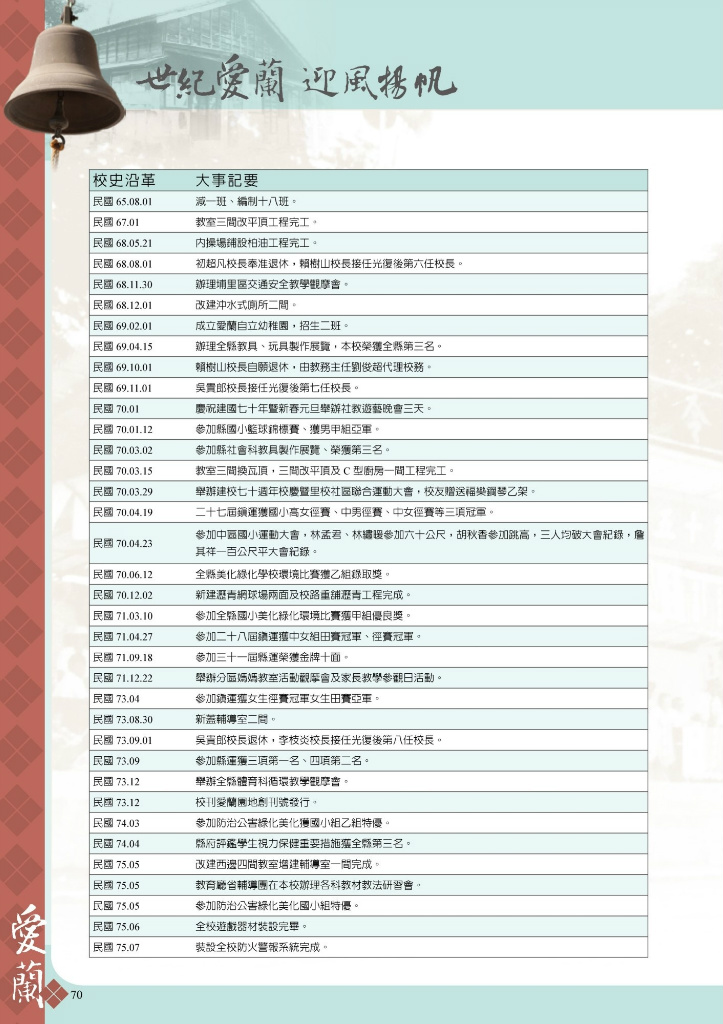 世紀愛蘭 迎風揚帆
校史沿革 大事記要
民國 65.08.01 減一班、編制十八班。
民國 67.01 教室三間改平頂工程完工。
民國 68.05.21 內操場舖設柏油工程完工。
民國 68.08.01 初超凡校長奉准退休，賴樹山校長接任光復後第六任校長。
民國 68.11.30 辦理埔里區交通安全教學觀摩會。
民國 68.12.01 改建沖水式廁所二間。
民國 69.02.01 成立愛蘭自立幼稚園，招生二班。
民國 69.04.15 辦理全縣教具、玩具製作展覽，本校榮獲全縣第三名。
民國 69.10.01 賴樹山校長自願退休，由教務主任劉俊超代理校務。
民國 69.11.01 吳貴郎校長接任光復後第七任校長。
民國 70.01 慶祝建國七十年暨新春元旦舉辦社教遊藝晚會三天。
民國 70.01.12 參加縣國小籃球錦標賽、獲男甲組亞軍。
民國 70.03.02 參加縣社會科教具製作展覽、榮獲第三名。
民國 70.03.15 教室三間換瓦頂，三間改平頂及 C 型廚房一間工程完工。
民國 70.03.29 舉辦建校七十週年校慶暨里校社區聯合運動大會，校友贈送福樂鋼琴乙架。
民國 70.04.19 二十七屆鎮運獲國小高女徑賽、中男徑賽、中女徑賽等三項冠軍。
民國 70.04.23 參加中區國小運動大會，林孟君、林繡暖參加六十公尺，胡秋香參加跳高，三人均破大會紀錄，詹
其祥一百公尺平大會紀錄。
民國 70.06.12 全縣美化綠化學校環境比賽獲乙組錄取獎。
民國 70.12.02 新建瀝青網球場兩面及校路重舖瀝青工程完成。
民國 71.03.10 參加全縣國小美化綠化環境比賽獲甲組優良獎。
民國 71.04.27 參加二十八屆鎮運獲中女組田賽冠軍、徑賽冠軍。
民國 71.09.18 參加三十一屆縣運榮獲金牌十面。
民國 71.12.22 舉辦分區媽媽教室活動觀摩會及家長教學參觀日活動。
民國 73.04 參加鎮運獲女生徑賽冠軍女生田賽亞軍。
民國 73.08.30 新蓋輔導室二間。
民國 73.09.01 吳貴郎校長退休，李枝炎校長接任光復後第八任校長。
民國 73.09 參加縣運獲三項第一名、四項第二名。
民國 73.12 舉辦全縣體育科循環教學觀摩會。
民國 73.12 校刊愛蘭園地創刊號發行。
民國 74.03 參加防治公害綠化美化獲國小組乙組特優。
民國 74.04 縣府評鑑學生視力保健重要措施獲全縣第三名。
民國 75.05 改建西邊四間教室增建輔導室一間完成。
民國 75.05 教育廳省輔導團在本校辦理各科教材教法研習會。
民國 75.05 參加防治公害綠化美化國小組特優。
民國 75.06 全校遊戲器材裝設完畢。
民國 75.07 裝設全校防火警報系統完成。
愛蘭
70